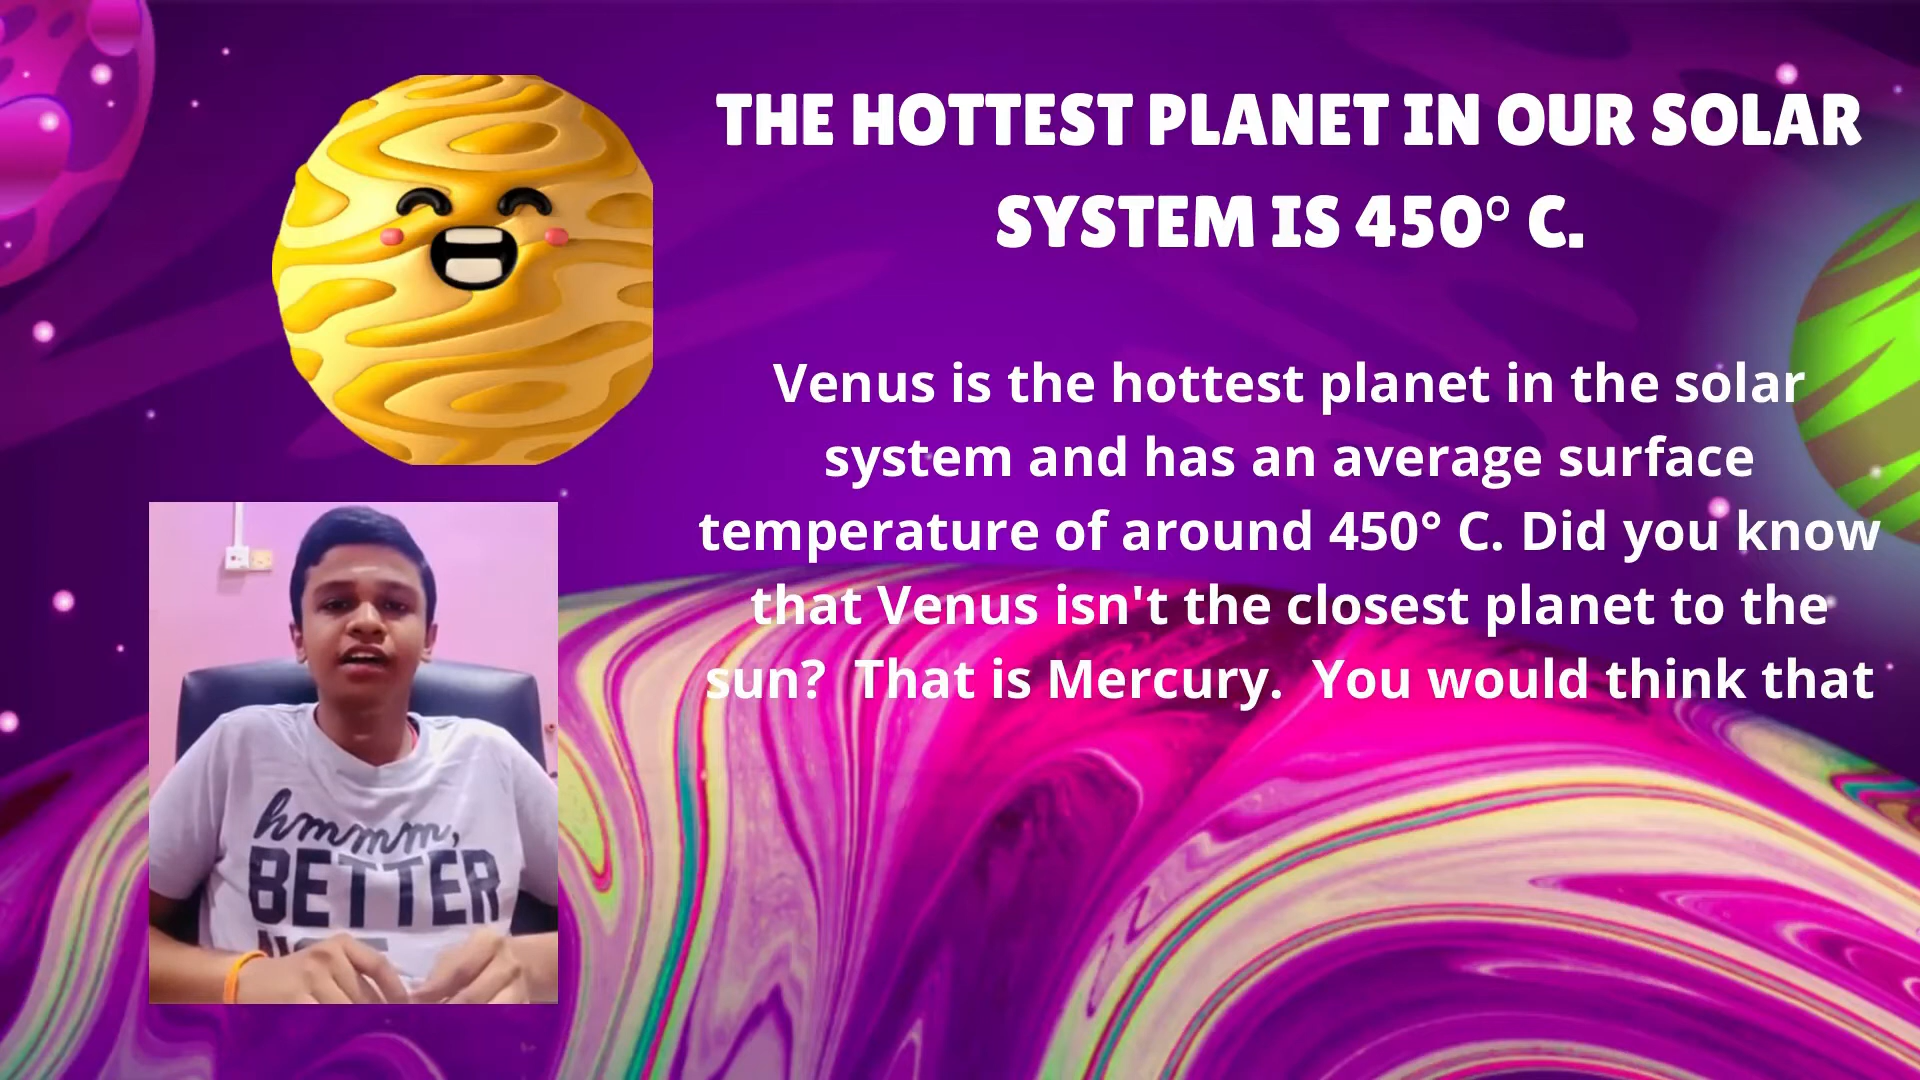 THE HOTTEST PLANET IN OUR SOLAR
SYSTEM IS 450° C.
Venus is the hottest planet in the solar
system and has an average surface
temperature of around 450° C. Did you know
that Venus isn't the closest planet to the
sun?  That is Mercury.  You would think that
hmmm,
BETTER